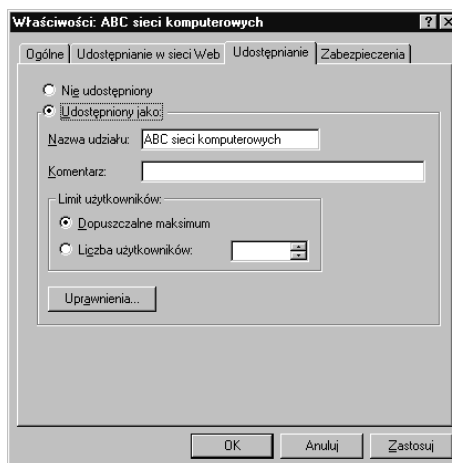 Właściwości: ABC sieci komputerowych
Ogólne Udostępnianie w sieci Web Udostępnianie Zabezpieczenia
Nie udostępniony
Udostępniony jako:
Nazwa udziału: ABC sieci komputerowych
Komentarz:
Limit użytkowników:
Dopuszczalne maksimum
Liczba użytkowników:
Uprawnienia...
OK Anuluj Zastosuj